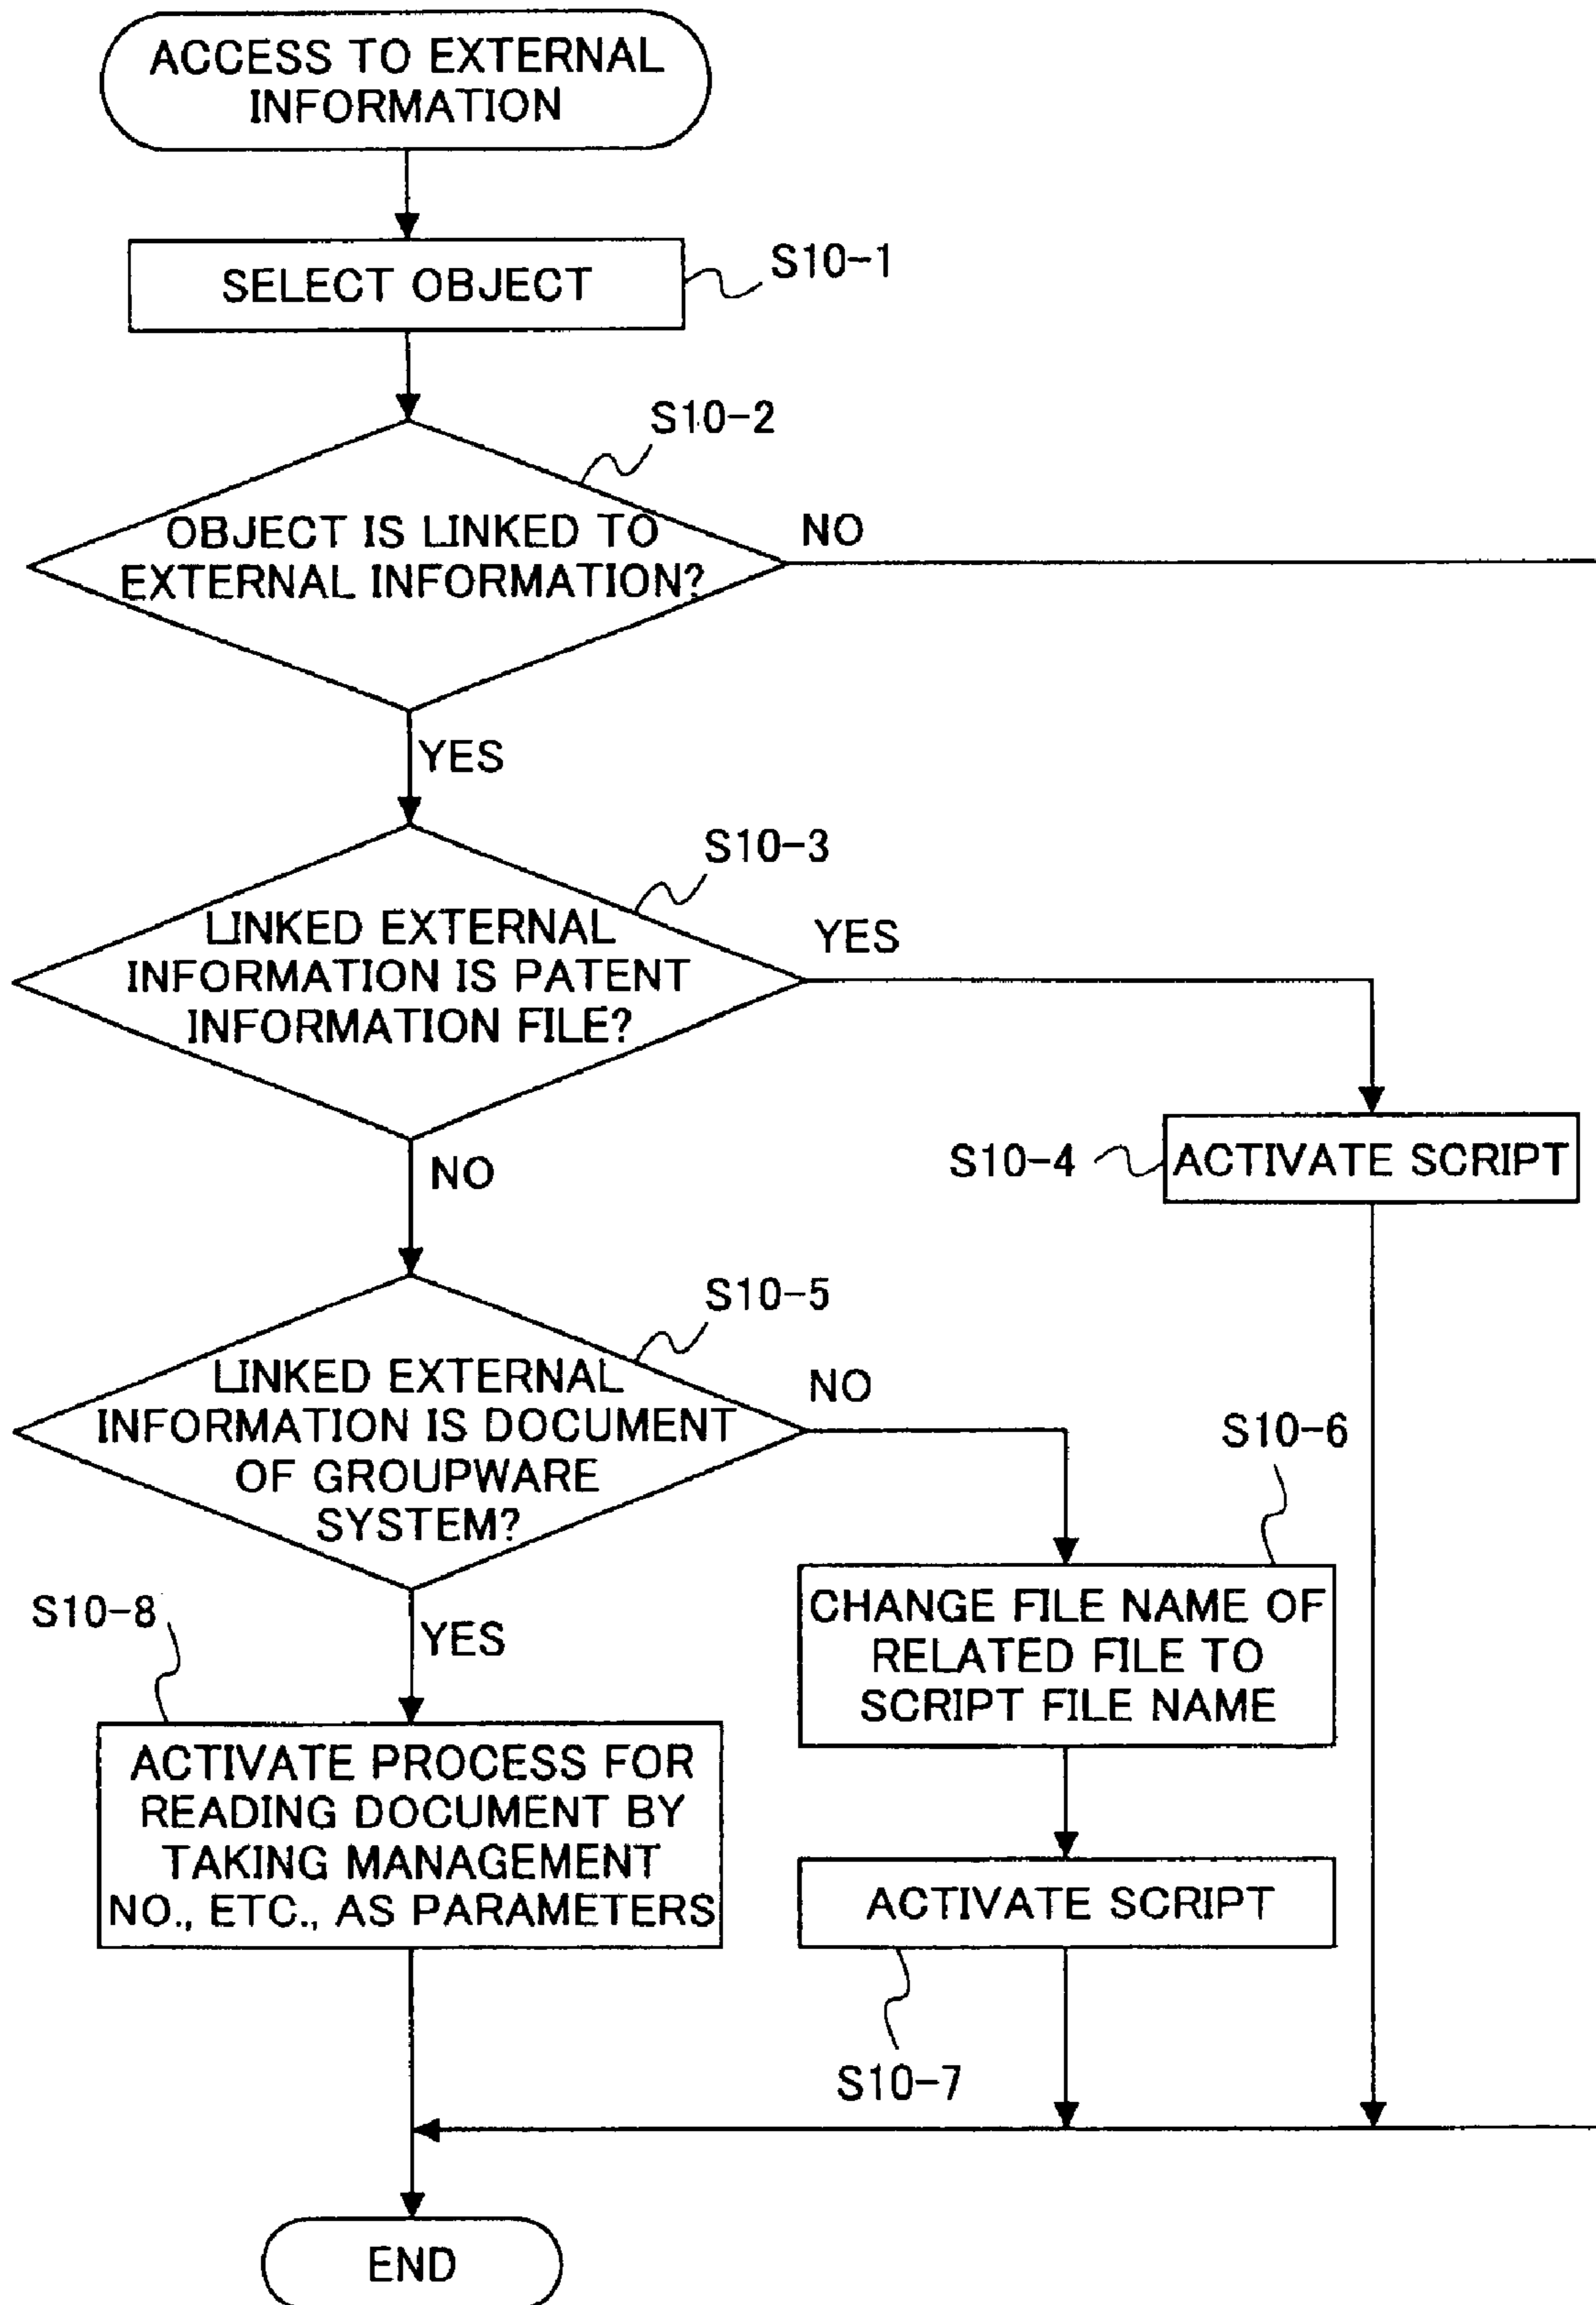 ACCESS TO EXTERNAL
INFORMATION
SELECT OBJECT
S10-1
S10-2
OBJECT IS LINKED TO
EXTERNAL INFORMATION?
NO
YES
S10-3
LINKED EXTERNAL
INFORMATION IS PATENT
INFORMATION FILE?
YES
NO
S10-4
ACTIVATE SCRIPT
S10-5
LINKED EXTERNAL
INFORMATION IS DOCUMENT
OF GROUPWARE
SYSTEM?
NO
YES
S10-6
CHANGE FILE NAME OF
RELATED FILE TO
SCRIPT FILE NAME
S10-8
ACTIVATE PROCESS FOR
READING DOCUMENT BY
TAKING MANAGEMENT
NO., ETC., AS PARAMETERS
ACTIVATE SCRIPT
S10-7
END